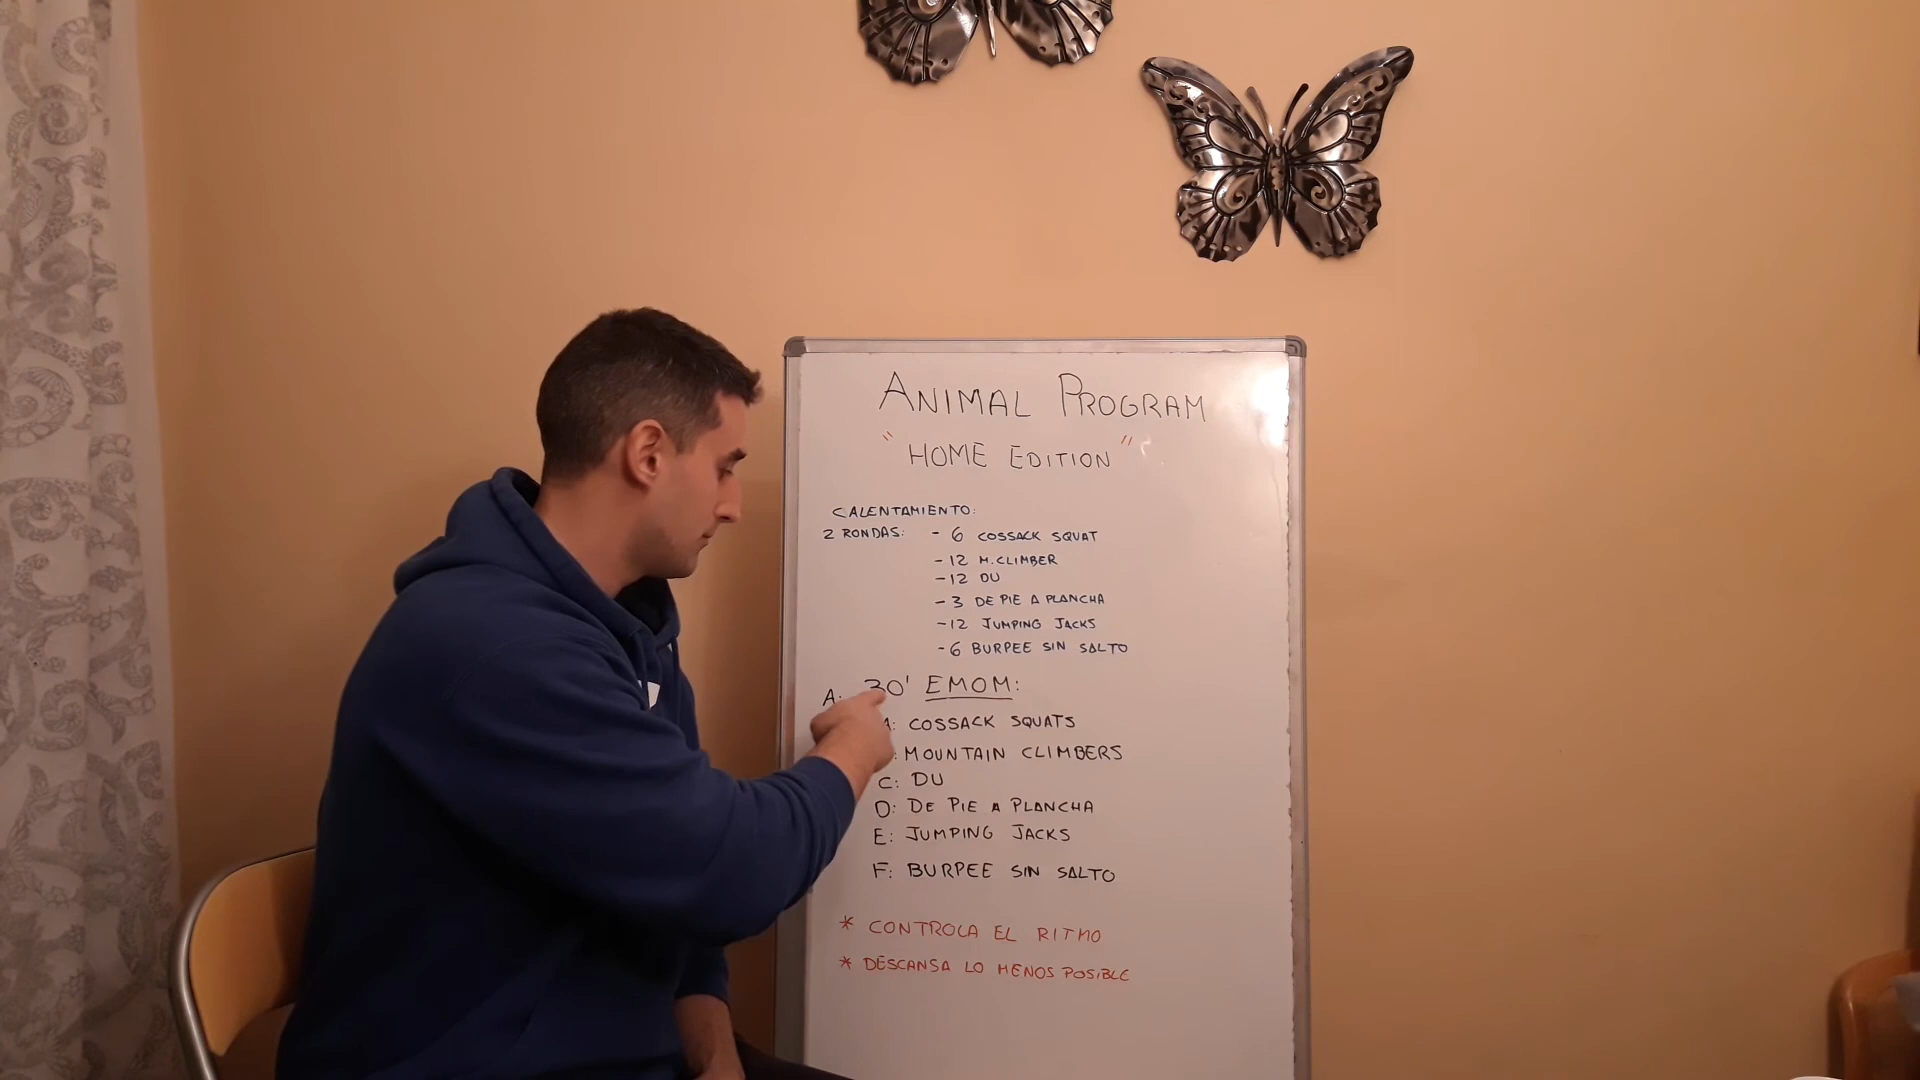 ANIMAL PROGRAM
"HOME EDITION"
CALENTAMIENTO:
2 RONDAS: - 6 COSSACK SQUAT
- 12 M.CLIMBER
- 12 DU
- 3 DE PIE A PLANCHA
- 12 JUMPING JACKS
- 6 BURPEE SIN SALTO
A: 30' EMOM:
A: COSSACK SQUATS
: MOUNTAIN CLIMBERS
C: DU
D: DE PIE A PLANCHA
E: JUMPING JACKS
F: BURPEE SIN SALTO
* CONTROLA EL RITMO
* DESCANSA LO MENOS POSIBLE